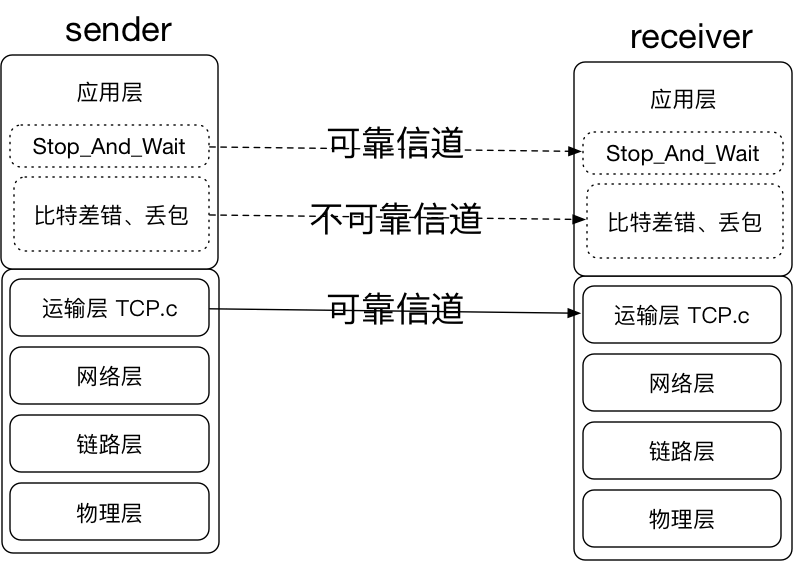 sender
receiver
应用层
应用层
Stop_And_Wait
可靠信道
Stop_And_Wait
比特差错、丢包
不可靠信道
比特差错、丢包
运输层 TCP.c
可靠信道
运输层 TCP.c
网络层
网络层
链路层
链路层
物理层
物理层